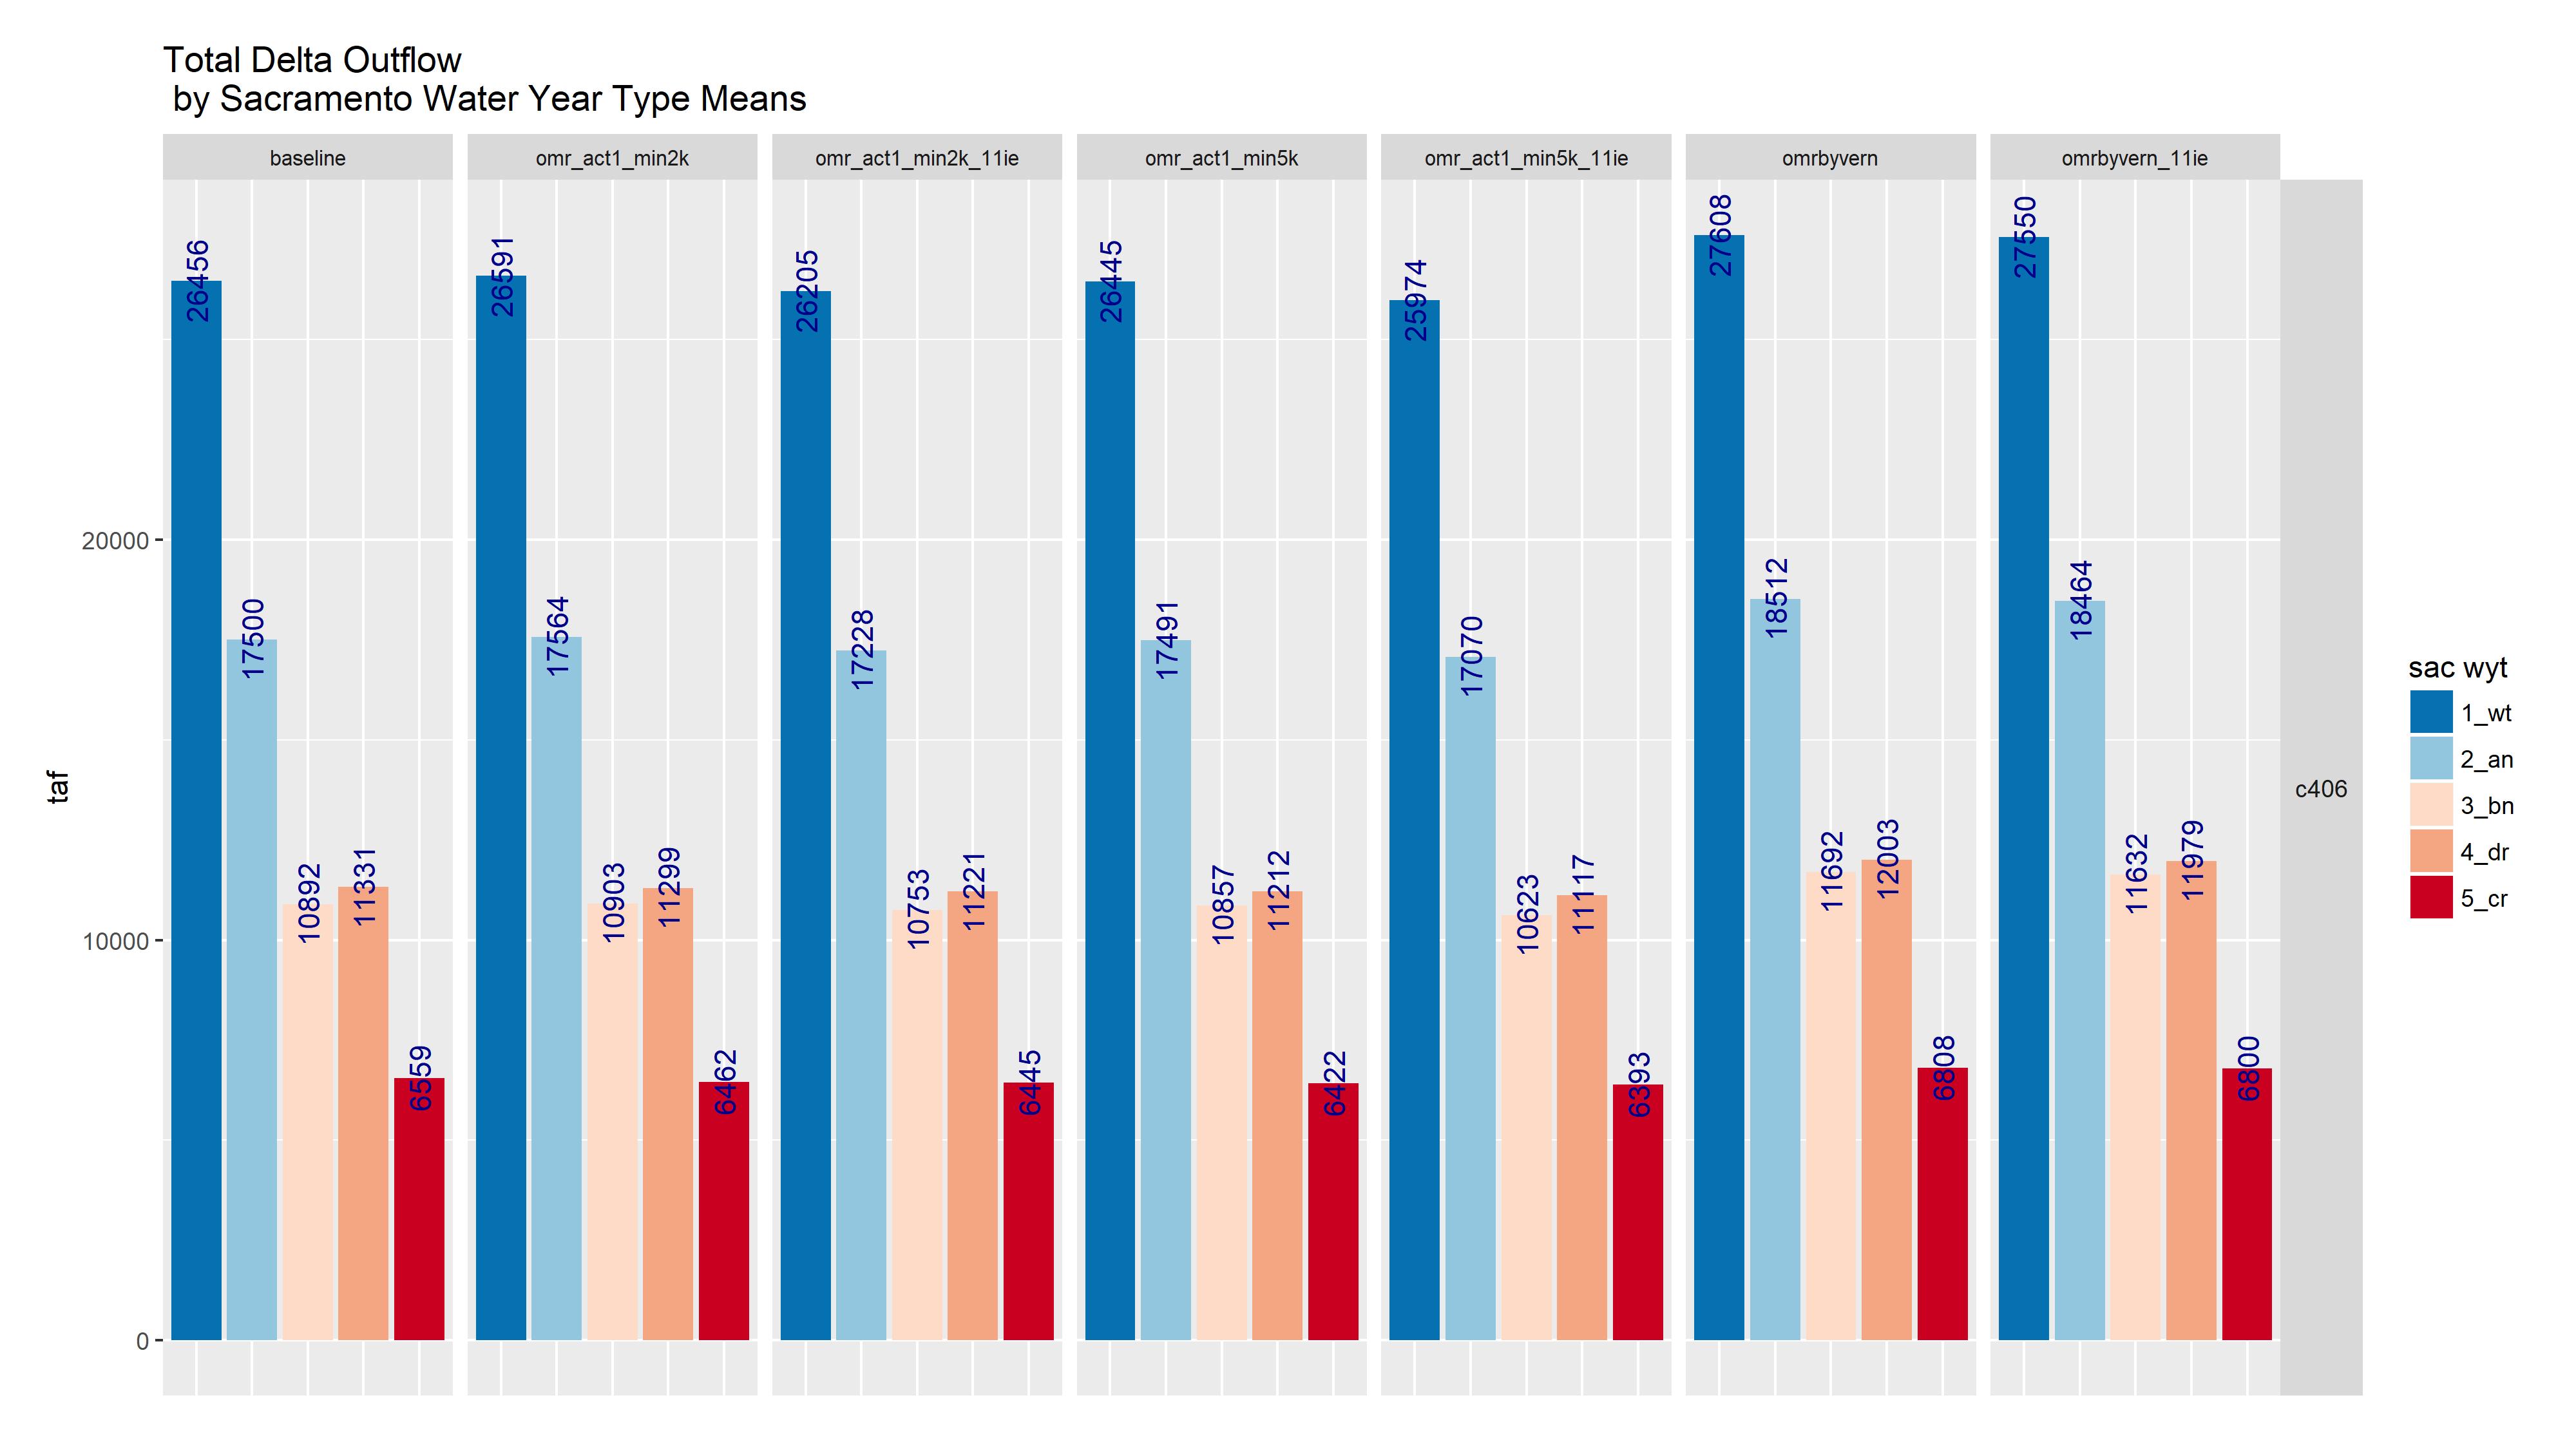 Total Delta Outflow
by Sacramento Water Year Type Means
baseline
omr_act1_min2k
omr_act1_min2k_11ie
omr_act1_min5k
omr_act1_min5k_11ie
omrbyvern
omrbyvern_11ie
taf
20000
10000
0
26456
17500
10892
11331
6559
26591
17564
10903
11299
6462
26205
17228
10753
11221
6445
26445
17491
10857
11212
6422
25974
17070
10623
11117
6393
27608
18512
11692
12003
6808
27550
18464
11632
11979
6800
c406
sac wyt
1_wt
2_an
3_bn
4_dr
5_cr